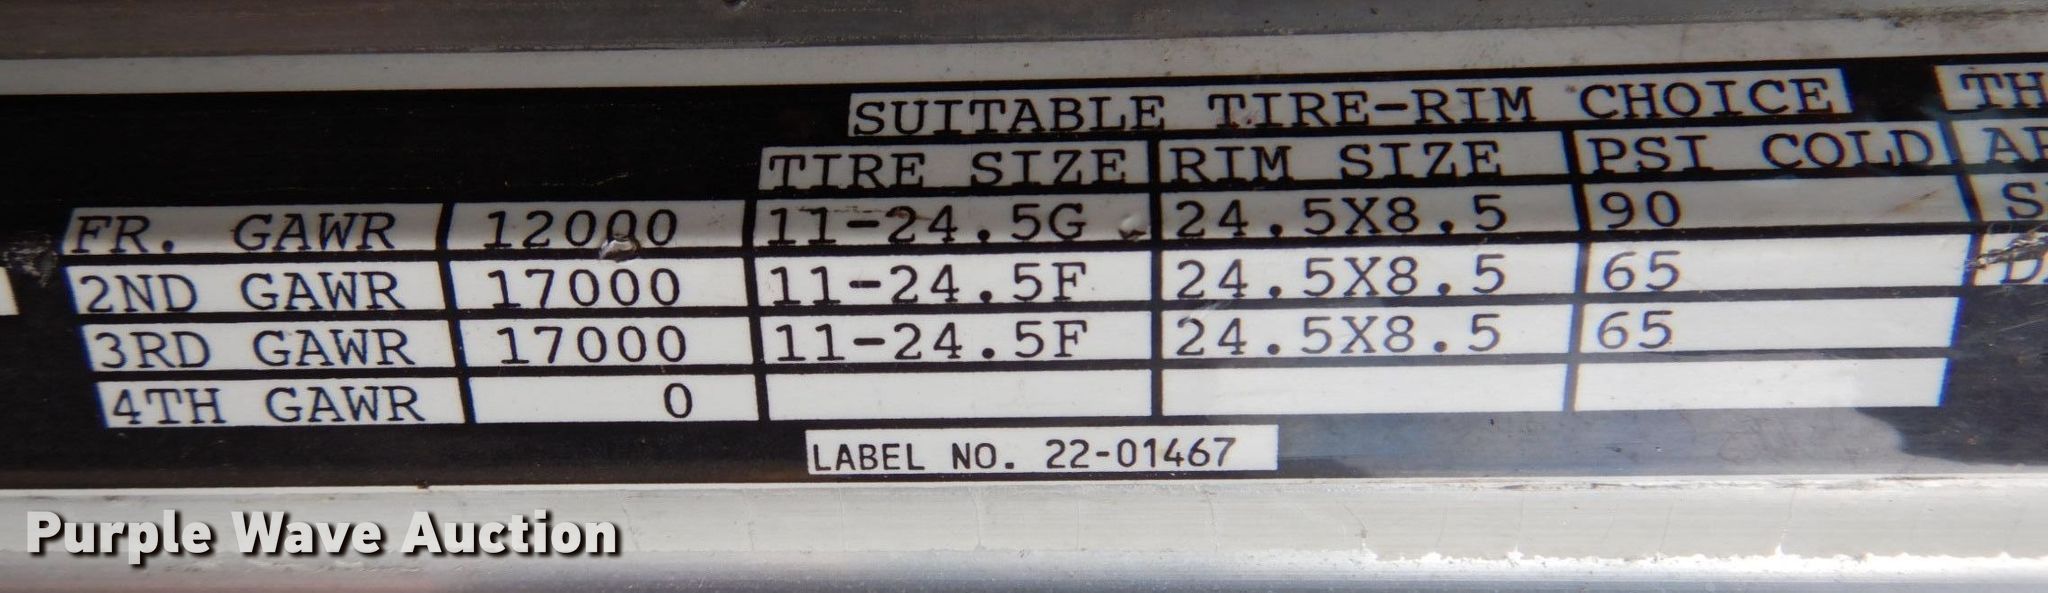 SUITABLE TIRE-RIM CHOICE
TIRE SIZE RIM SIZE PSI COLD
FR. GAWR 12000 11-24.5G 24.5X8.5 90
2ND GAWR 17000 11-24.5F 24.5X8.5 65
3RD GAWR 17000 11-24.5F 24.5X8.5 65
4TH GAWR 0
LABEL NO. 22-01467
Purple Wave Auction